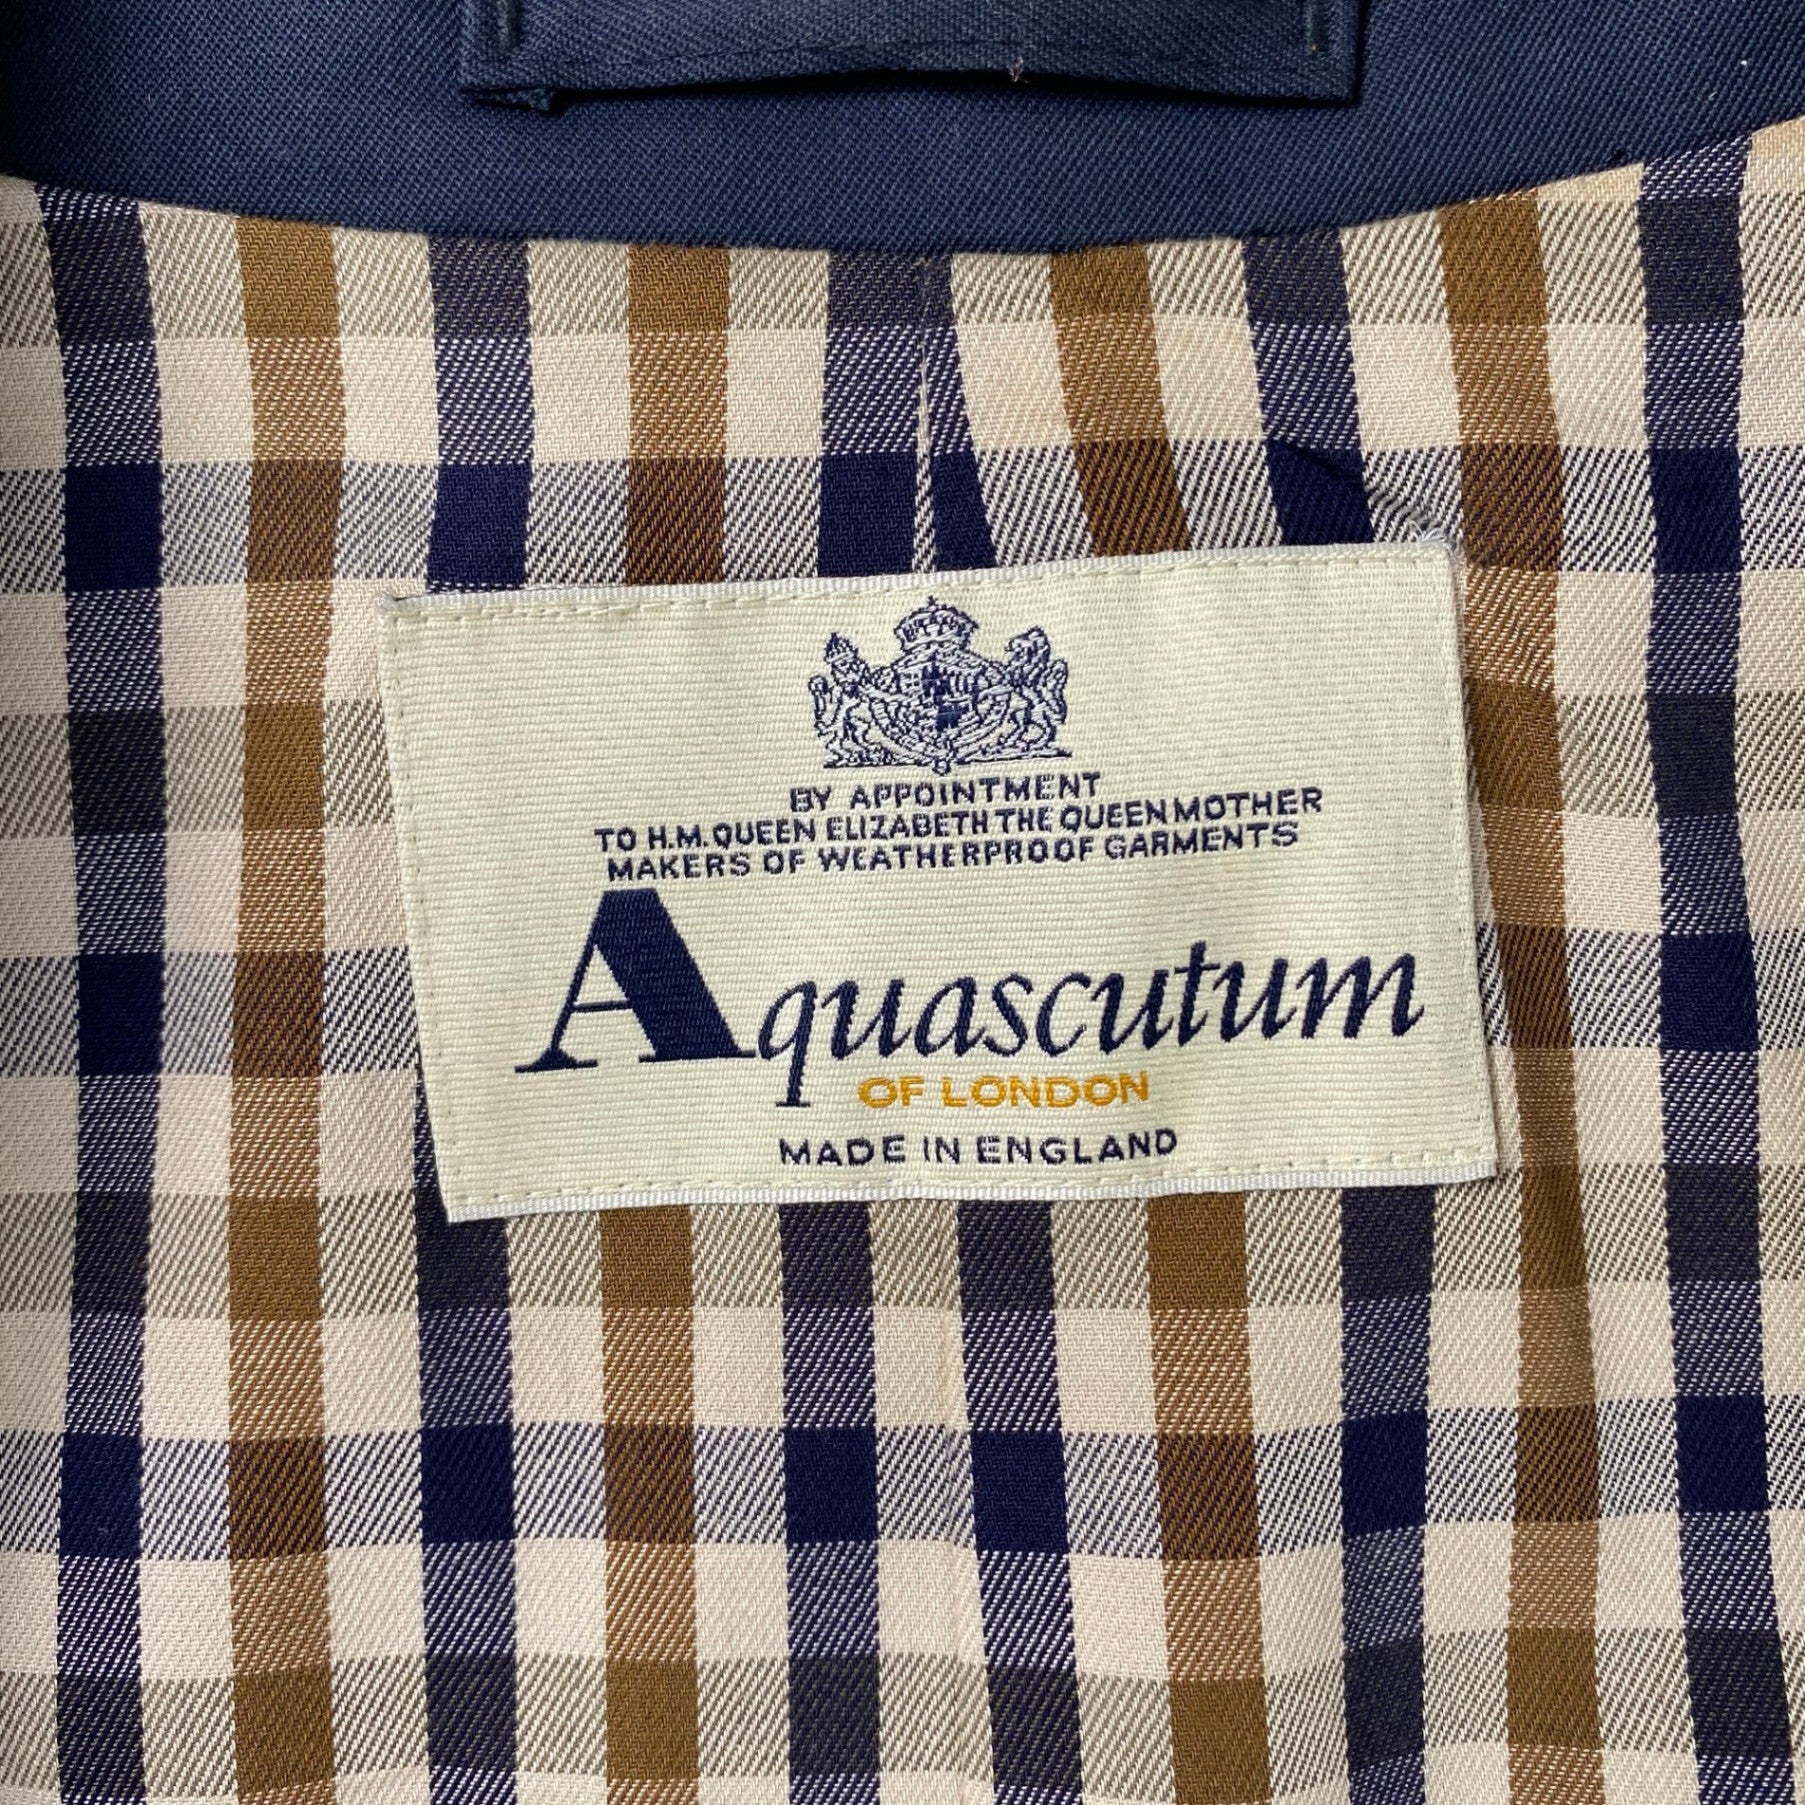 BY APPOINTMENT
TO H.M. QUEEN ELIZABETH THE QUEEN MOTHER
MAKERS OF WEATHERPROOF GARMENTS
Aquascutum
OF LONDON
MADE IN ENGLAND